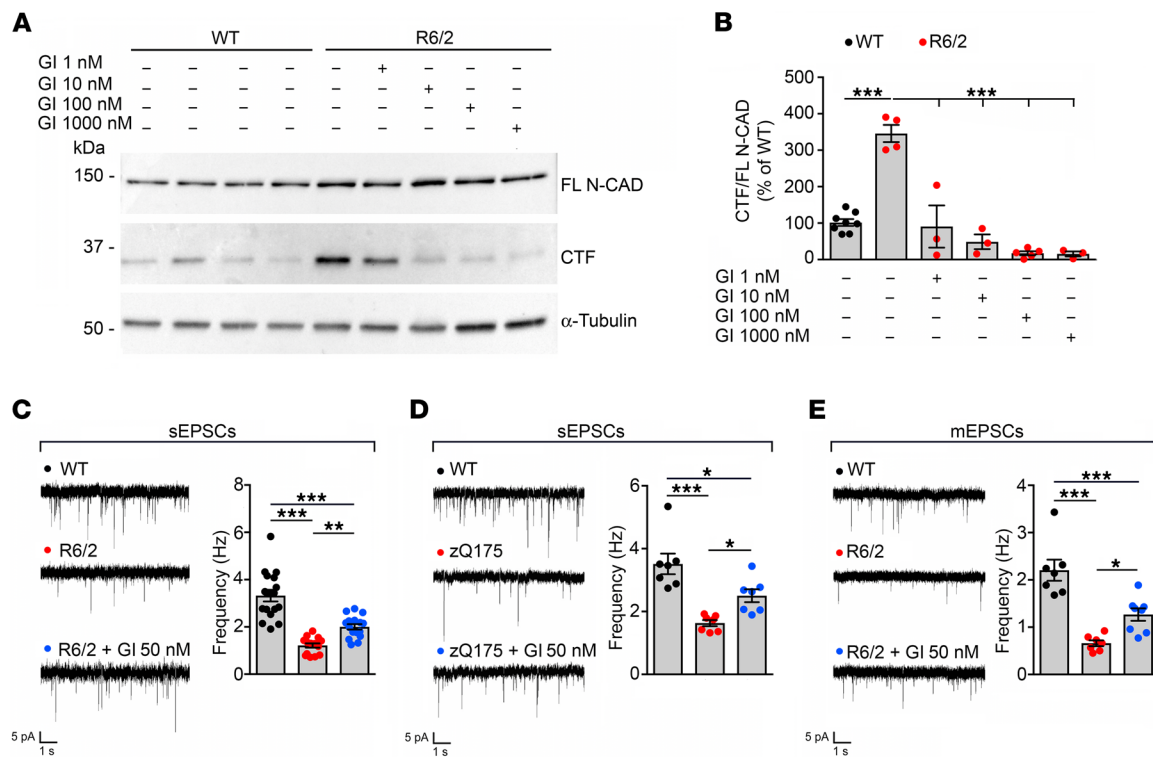 A
WT R6/2
GI 1 nM – – – – – + – – –
GI 10 nM – – – – – – + – –
GI 100 nM – – – – – – – + –
GI 1000 nM – – – – – – – – +
kDa
150 - FL N-CAD
37 - CTF
50 - α-Tubulin
B
WT R6/2
CTF/FL N-CAD
(% of WT)
500
400
300
200
100
0
*** ***
GI 1 nM – – + – – –
GI 10 nM – – – + – –
GI 100 nM – – – – + –
GI 1000 nM – – – – – +
C
sEPSCs
WT
R6/2
R6/2 + GI 50 nM
5 pA
1 s
Frequency (Hz)
8
6
4
2
0
***
***
**
D
sEPSCs
WT
zQ175
zQ175 + GI 50 nM
5 pA
1 s
Frequency (Hz)
6
4
2
0
*
***
*
E
mEPSCs
WT
R6/2
R6/2 + GI 50 nM
5 pA
1 s
Frequency (Hz)
4
3
2
1
0
***
***
*